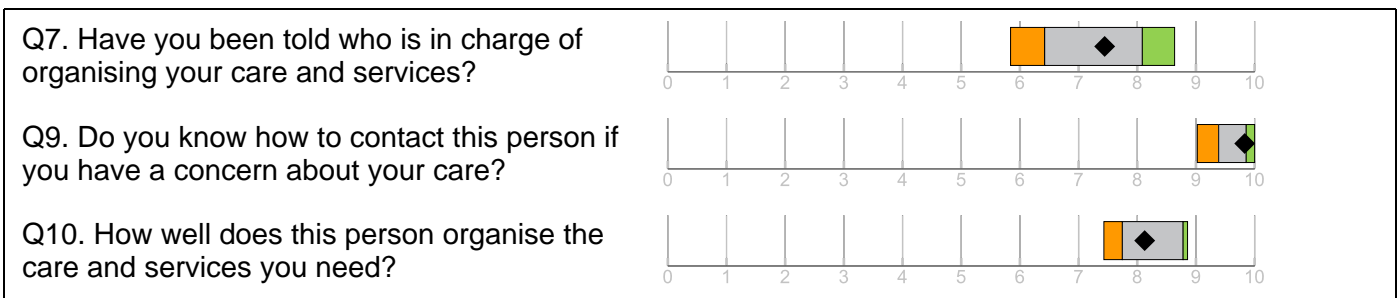 Q7. Have you been told who is in charge of
organising your care and services?
0 1 2 3 4 5 6 7 8 9 10
Q9. Do you know how to contact this person if
you have a concern about your care?
0 1 2 3 4 5 6 7 8 9 10
Q10. How well does this person organise the
care and services you need?
0 1 2 3 4 5 6 7 8 9 10